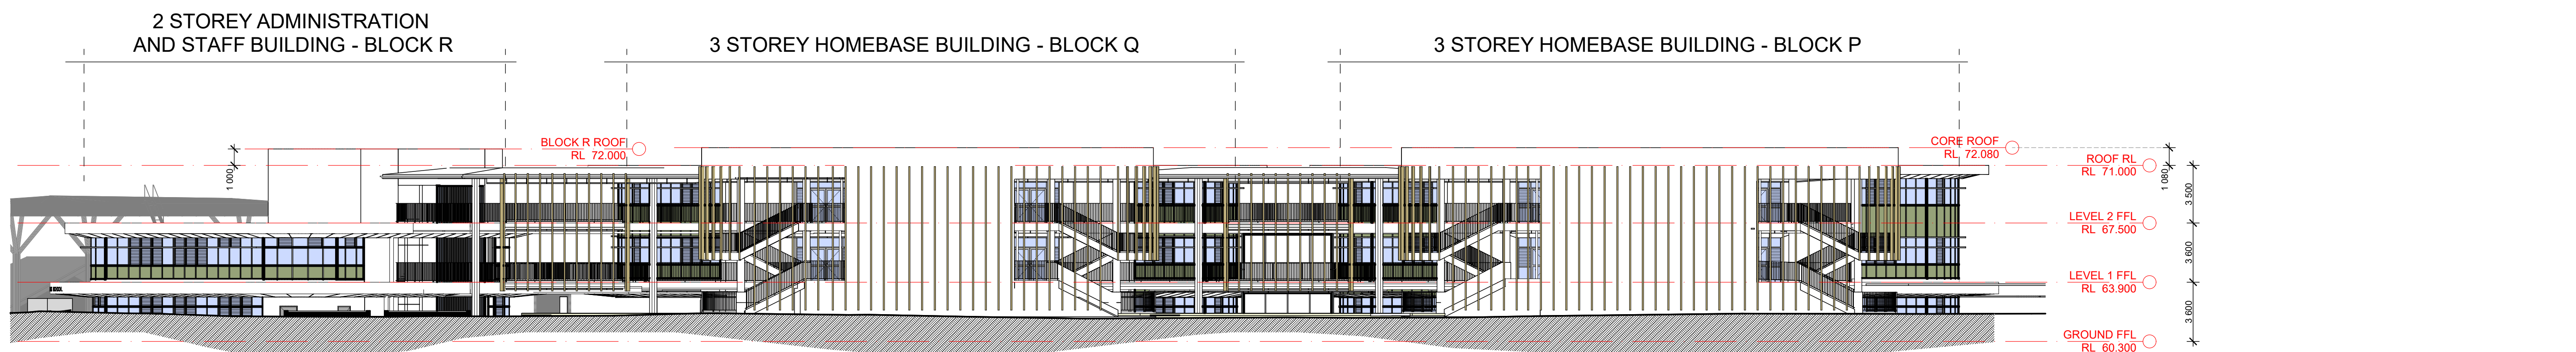 2 STOREY ADMINISTRATION
AND STAFF BUILDING - BLOCK R
3 STOREY HOMEBASE BUILDING - BLOCK Q
3 STOREY HOMEBASE BUILDING - BLOCK P
BLOCK R ROOF
RL 72.000
CORE ROOF
RL 72.080
ROOF RL
RL 71.000
LEVEL 2 FFL
RL 67.500
LEVEL 1 FFL
RL 63.900
GROUND FFL
RL 60.300
1 000
1 080
3 500
3 600
3 600